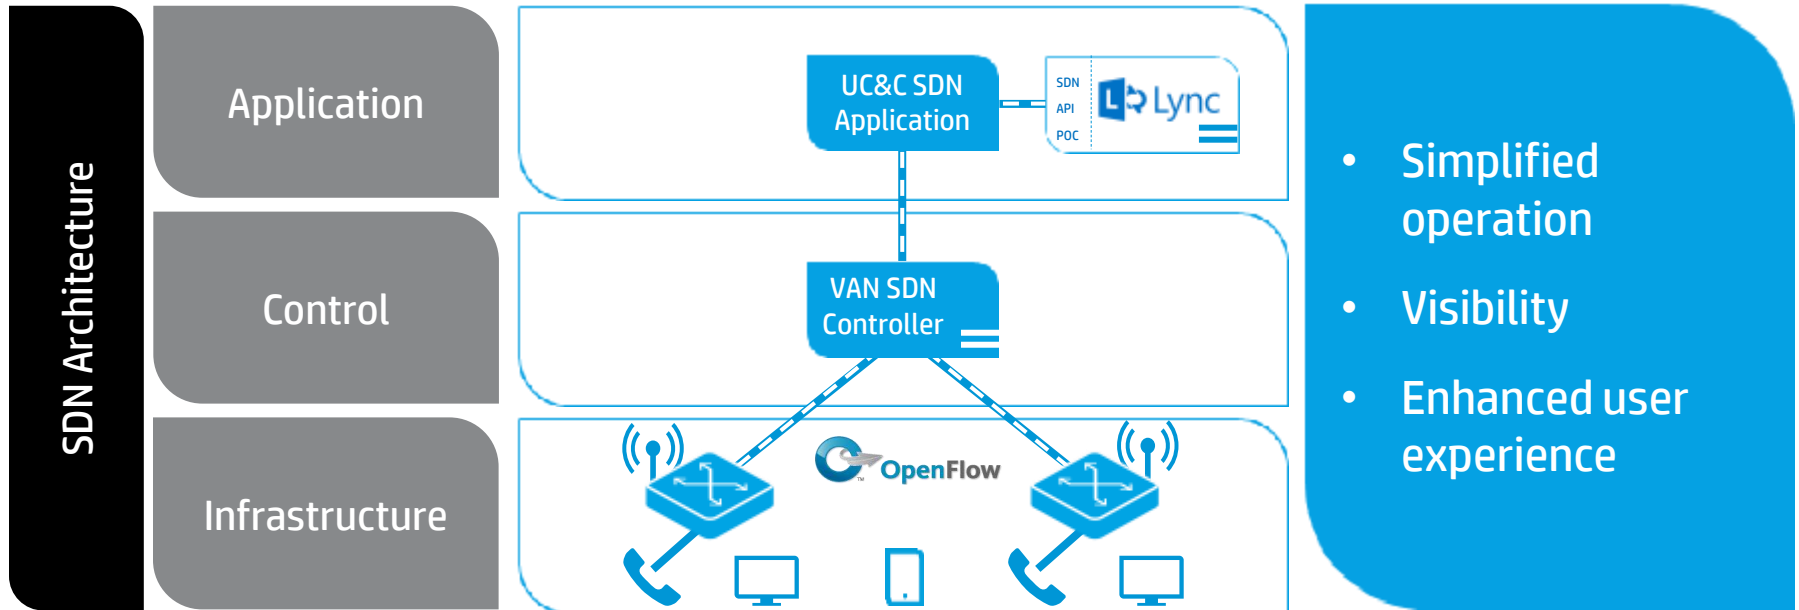 SDN Architecture
Application
UC&C SDN
Application
SDN
API
POC
L Lync
Control
VAN SDN
Controller
Infrastructure
OpenFlow
TM
• Simplified
operation
• Visibility
• Enhanced user
experience